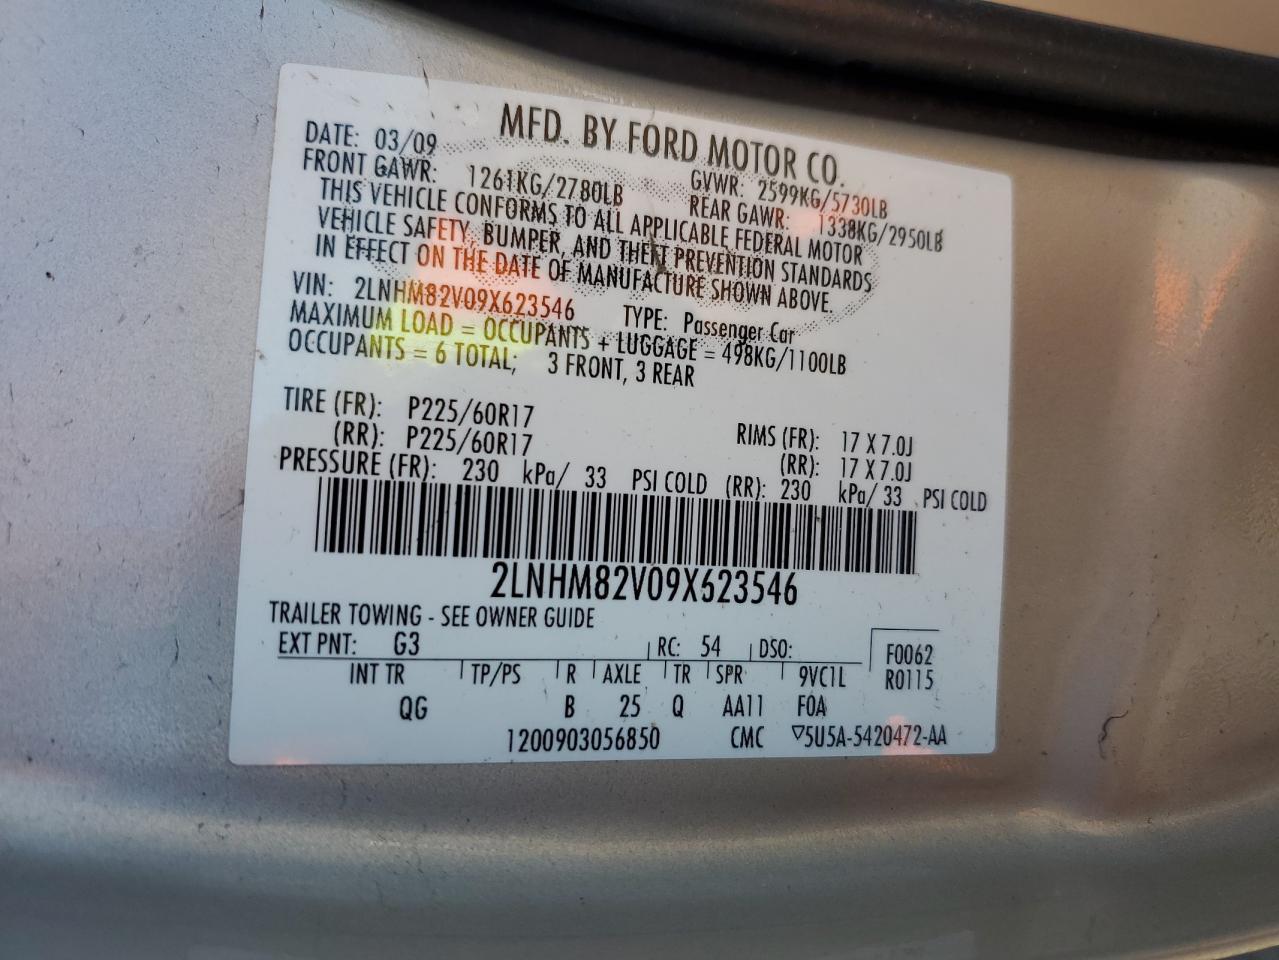 MFD. BY FORD MOTOR CO.
DATE: 03/09 GVWR: 2599KG/5730LB
FRONT GAWR: 1261KG/2780LB REAR GAWR: 1338KG/2950LB
THIS VEHICLE CONFORMS TO ALL APPLICABLE FEDERAL MOTOR
VEHICLE SAFETY, BUMPER, AND THEFT PREVENTION STANDARDS
IN EFFECT ON THE DATE OF MANUFACTURE SHOWN ABOVE.
VIN: 2LNHM82V09X623546 TYPE: Passenger Car
MAXIMUM LOAD = OCCUPANTS + LUGGAGE = 498KG/1100LB
OCCUPANTS = 6 TOTAL; 3 FRONT, 3 REAR
TIRE (FR): P225/60R17 RIMS (FR): 17 X 7.0J
(RR): P225/60R17 (RR): 17 X 7.0J
PRESSURE (FR): 230 kPa/ 33 PSI COLD (RR): 230 kPa/ 33 PSI COLD
2LNHM82V09X623546
TRAILER TOWING - SEE OWNER GUIDE
EXT PNT: G3 RC: 54 DSO: F0062
INT TR TP/PS R AXLE TR SPR 9VC1L R0115
QG B 25 Q AA11 F0A
1200903056850 CMC ▽5U5A-5420472-AA